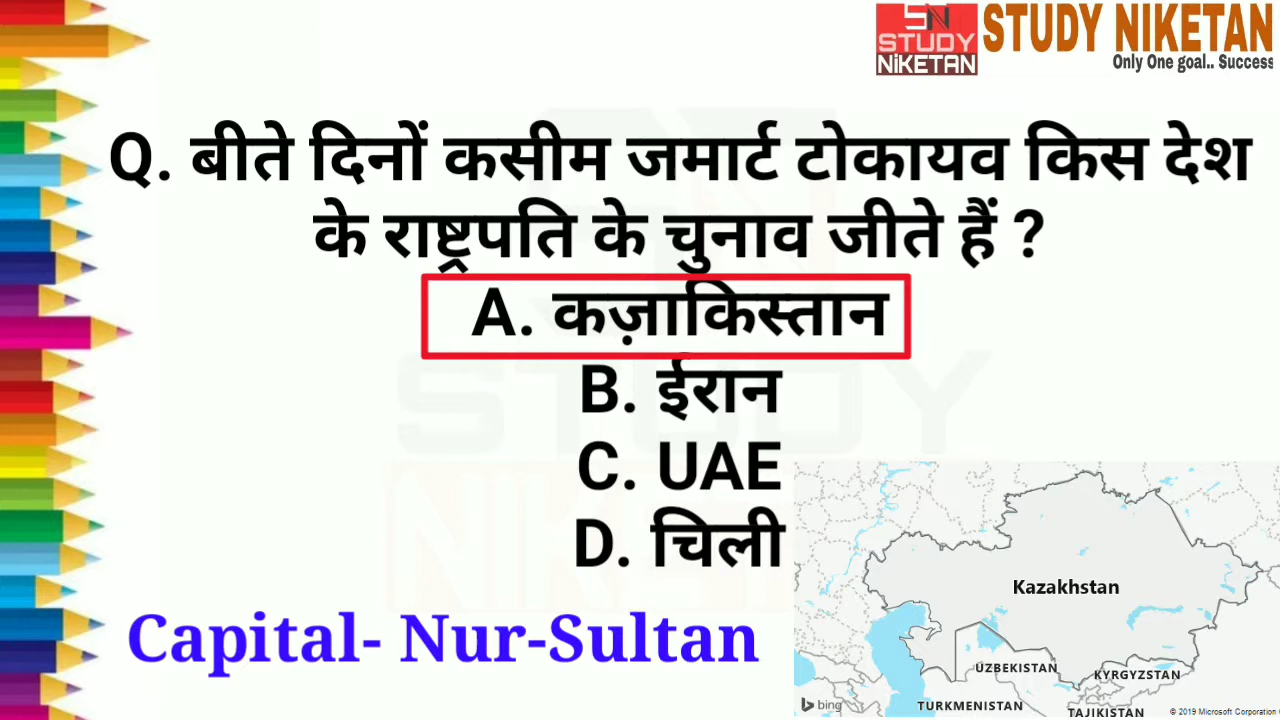 SN
STUDY
NiKETAN
STUDY NIKETAN
Only One goal.. Success
Q. बीते दिनों कसीम जमार्ट टोकायव किस देश
के राष्ट्रपति के चुनाव जीते हैं ?
A. कज़ाकिस्तान
B. ईरान
C. UAE
D. चिली
Capital- Nur-Sultan
Kazakhstan
UZBEKISTAN
KYRGYZSTAN
TURKMENISTAN
TAJIKISTAN
bing
© 2019 Microsoft Corporation
STUDY
NIKETAN